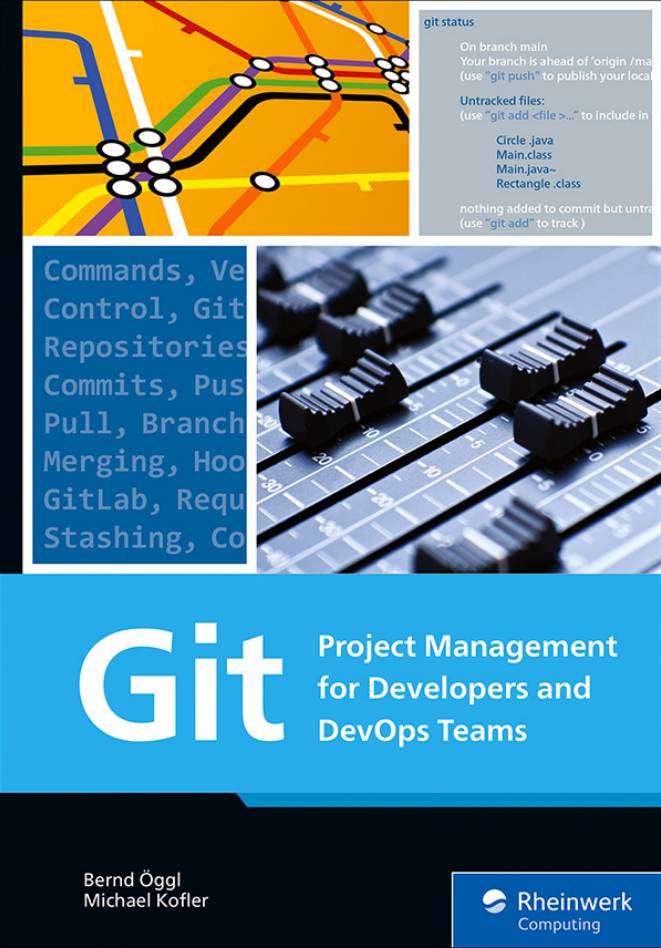 git status
On branch main
Your branch is ahead of 'origin /ma
(use "git push" to publish your local
Untracked files:
(use "git add <file >..." to include in
Circle .java
Main.class
Main.java~
Rectangle .class
nothing added to commit but untra
(use "git add" to track )
Commands, Ve
Control, Git
Repositories
Commits, Pus
Pull, Branch
Merging, Hoo
GitLab, Requ
Stashing, Co
Git
Project Management
for Developers and
DevOps Teams
Bernd Öggl
Michael Kofler
Rheinwerk
Computing